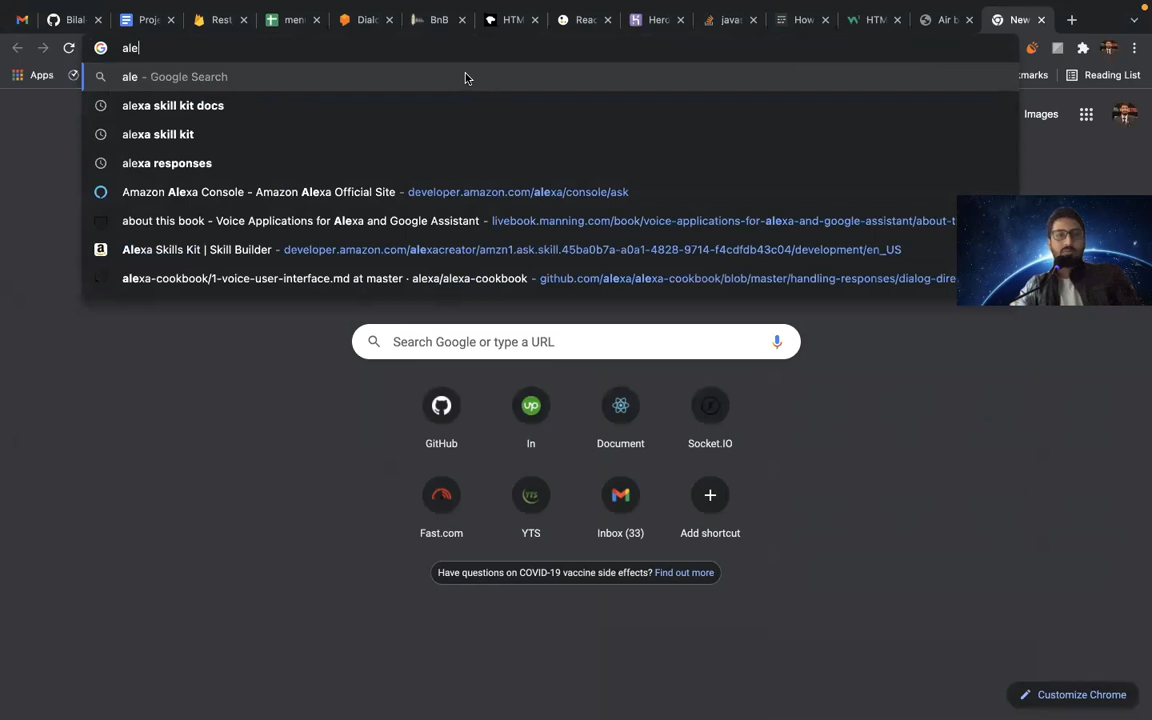 Bilal
Proje
Rest
men
Dialo
BnB
HTM
Reac
Hero
javas
How
HTM
Air b
New
ale
Apps
ale - Google Search
kmarks
Reading List
alexa skill kit docs
Images
alexa skill kit
alexa responses
Amazon Alexa Console - Amazon Alexa Official Site - developer.amazon.com/alexa/console/ask
about this book - Voice Applications for Alexa and Google Assistant - livebook.manning.com/book/voice-applications-for-alexa-and-google-assistant/about-t
Alexa Skills Kit | Skill Builder - developer.amazon.com/alexacreator/amzn1.ask.skill.45ba0b7a-a0a1-4828-9714-f4cdfdb43c04/development/en_US
alexa-cookbook/1-voice-user-interface.md at master · alexa/alexa-cookbook - github.com/alexa/alexa-cookbook/blob/master/handling-responses/dialog-dire
Search Google or type a URL
up
GitHub
In
Document
Socket.IO
YTS
Fast.com
YTS
Inbox (33)
Add shortcut
Have questions on COVID-19 vaccine side effects? Find out more
Customize Chrome